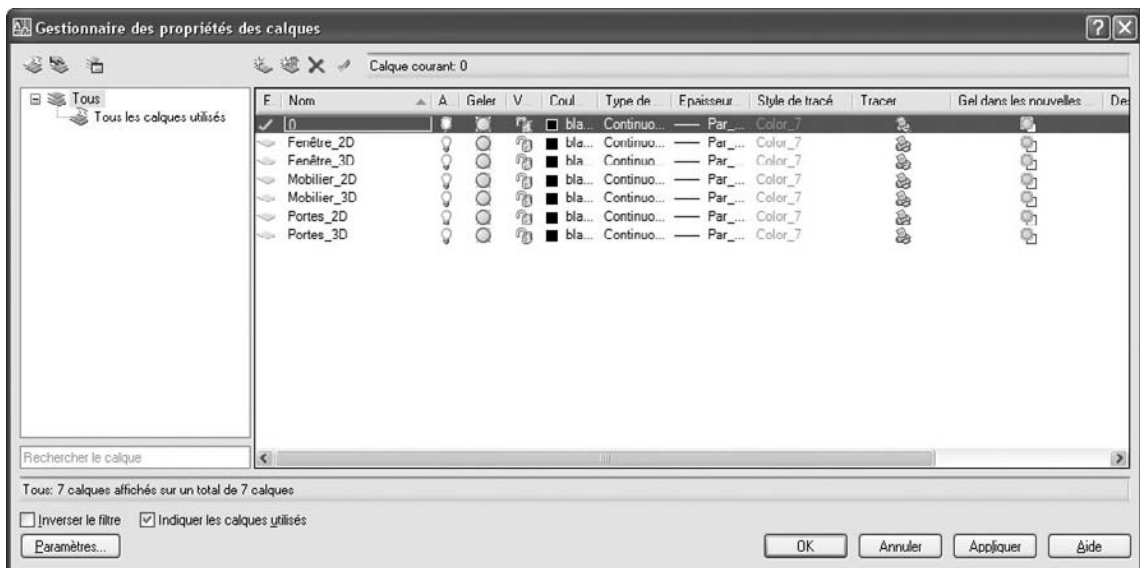 Gestionnaire des propriétés des calques
Calque courant: 0
Tous
Tous les calques utilisés
E... Nom A... Geler V... Coul... Type de... Epaisseur... Style de tracé Tracer Gel dans les nouvelles... De
0 bla... Continuo... Par_... Color_7
Fenêtre_2D bla... Continuo... Par_... Color_7
Fenêtre_3D bla... Continuo... Par_... Color_7
Mobilier_2D bla... Continuo... Par_... Color_7
Mobilier_3D bla... Continuo... Par_... Color_7
Portes_2D bla... Continuo... Par_... Color_7
Portes_3D bla... Continuo... Par_... Color_7
Rechercher le calque
Tous: 7 calques affichés sur un total de 7 calques
Inverser le filtre Indiquer les calques utilisés
Paramètres... OK Annuler Appliquer Aide